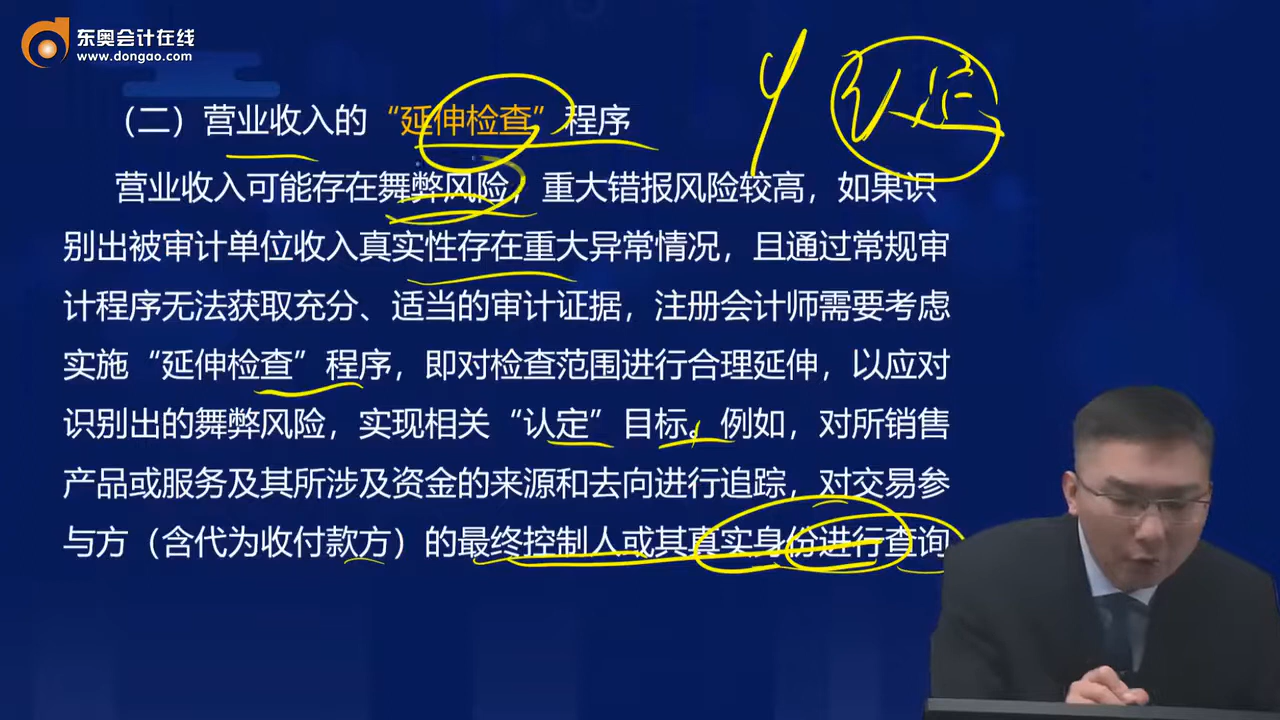 东奥会计在线
www.dongao.com
认定
（二）营业收入的“延伸检查”程序
营业收入可能存在舞弊风险，重大错报风险较高，如果识
别出被审计单位收入真实性存在重大异常情况，且通过常规审
计程序无法获取充分、适当的审计证据，注册会计师需要考虑
实施“延伸检查”程序，即对检查范围进行合理延伸，以应对
识别出的舞弊风险，实现相关“认定”目标。例如，对所销售
产品或服务及其所涉及资金的来源和去向进行追踪，对交易参
与方（含代为收付款方）的最终控制人或其真实身份进行查询